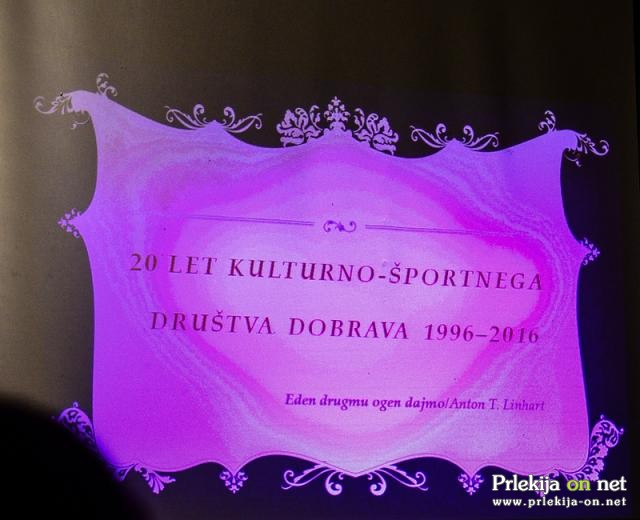 20 LET KULTURNO-ŠPORTNEGA
DRUŠTVA DOBRAVA 1996–2016
Eden drugmu ogen dajmo/Anton T. Linhart
Prlekija on net
www.prlekija-on.net